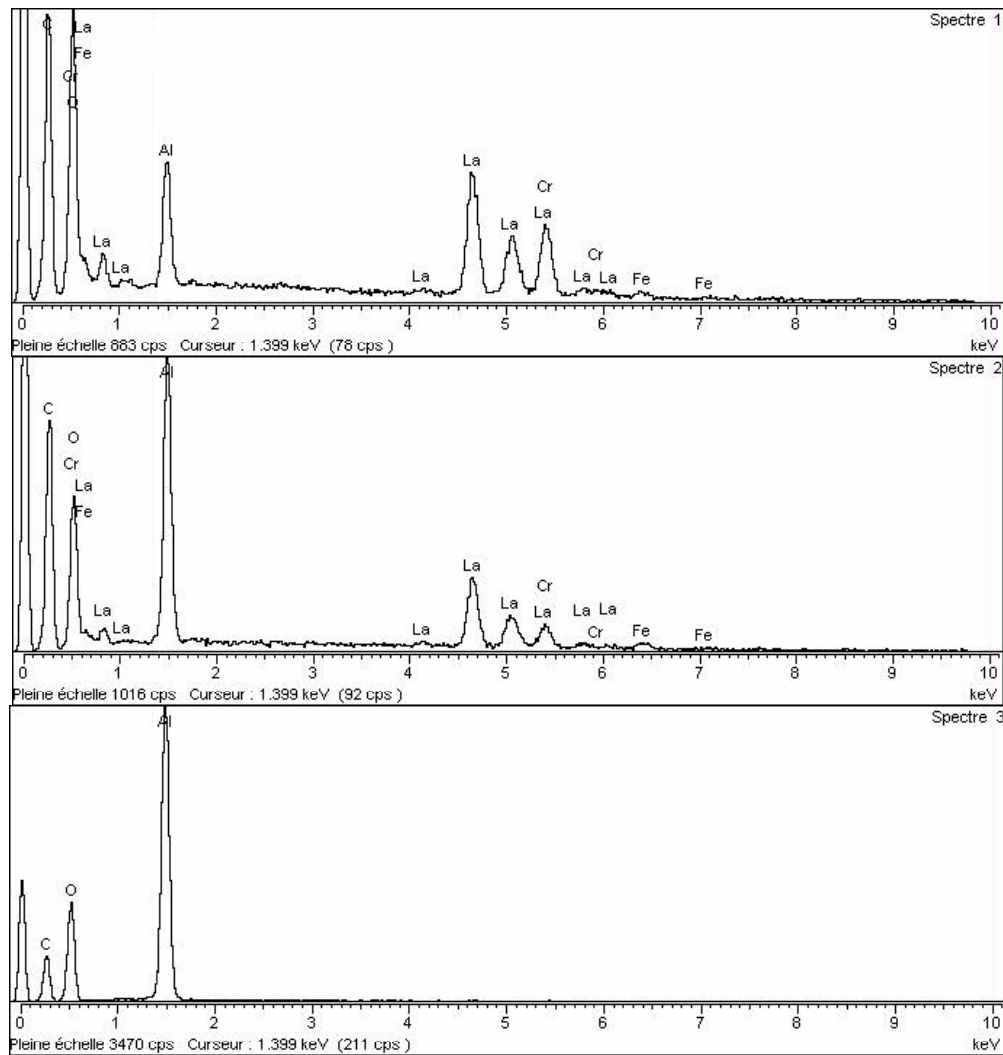 Spectre 1
C
La
Fe
Cr
O
Al
La
La
La
La
La
Cr
La
Cr
La La
Fe
Fe
0 1 2 3 4 5 6 7 8 9 10
Pleine échelle 883 cps Curseur : 1.399 keV (78 cps )
keV
Spectre 2
Al
C
O
Cr
La
Fe
La
La
La
La
La
Cr
La
La La
Cr
Fe
Fe
0 1 2 3 4 5 6 7 8 9 10
Pleine échelle 1016 cps Curseur : 1.399 keV (92 cps )
keV
Spectre 3
Al
O
C
0 1 2 3 4 5 6 7 8 9 10
Pleine échelle 3470 cps Curseur : 1.399 keV (211 cps )
keV